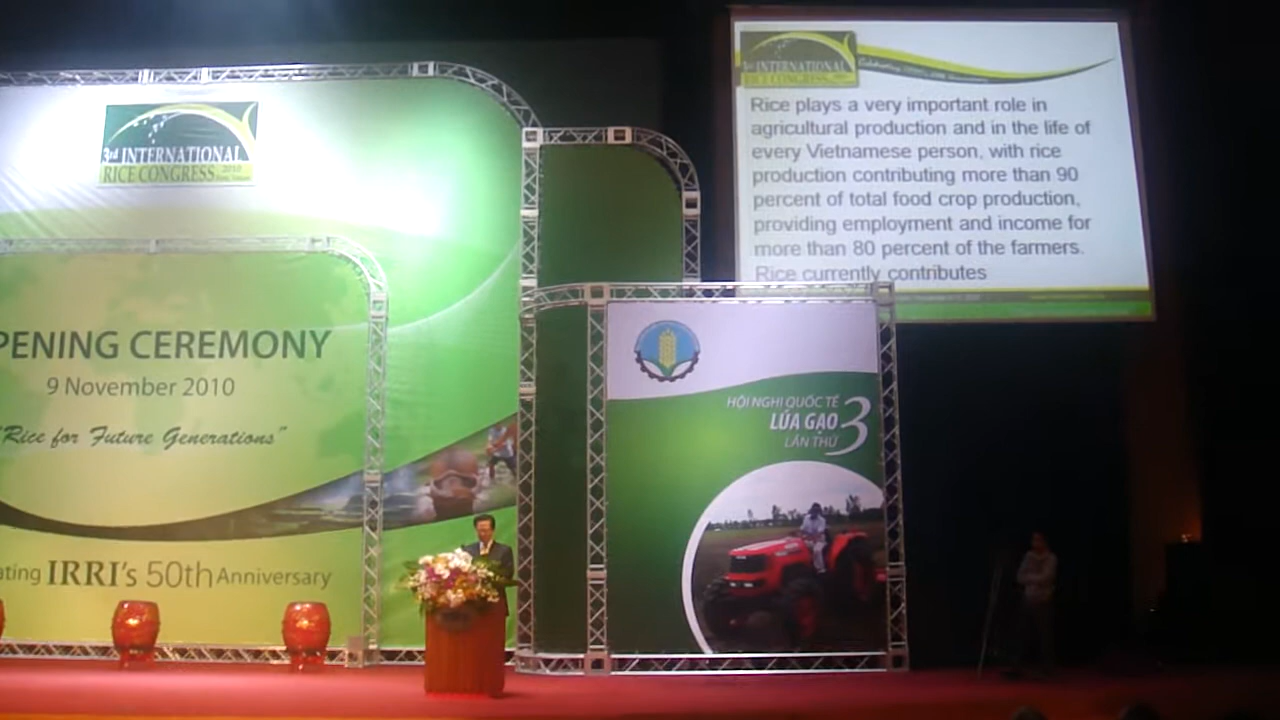 3rd INTERNATIONAL
RICE CONGRESS 2010
PENING CEREMONY
9 November 2010
"Rice for Future Generations"
ating IRRI's 50th Anniversary
3rd INTERNATIONAL
RICE CONGRESS
Rice plays a very important role in
agricultural production and in the life of
every Vietnamese person, with rice
production contributing more than 90
percent of total food crop production,
providing employment and income for
more than 80 percent of the farmers.
Rice currently contributes
HỘI NGHỊ QUỐC TẾ
LÚA GẠO
LẦN THỨ
3